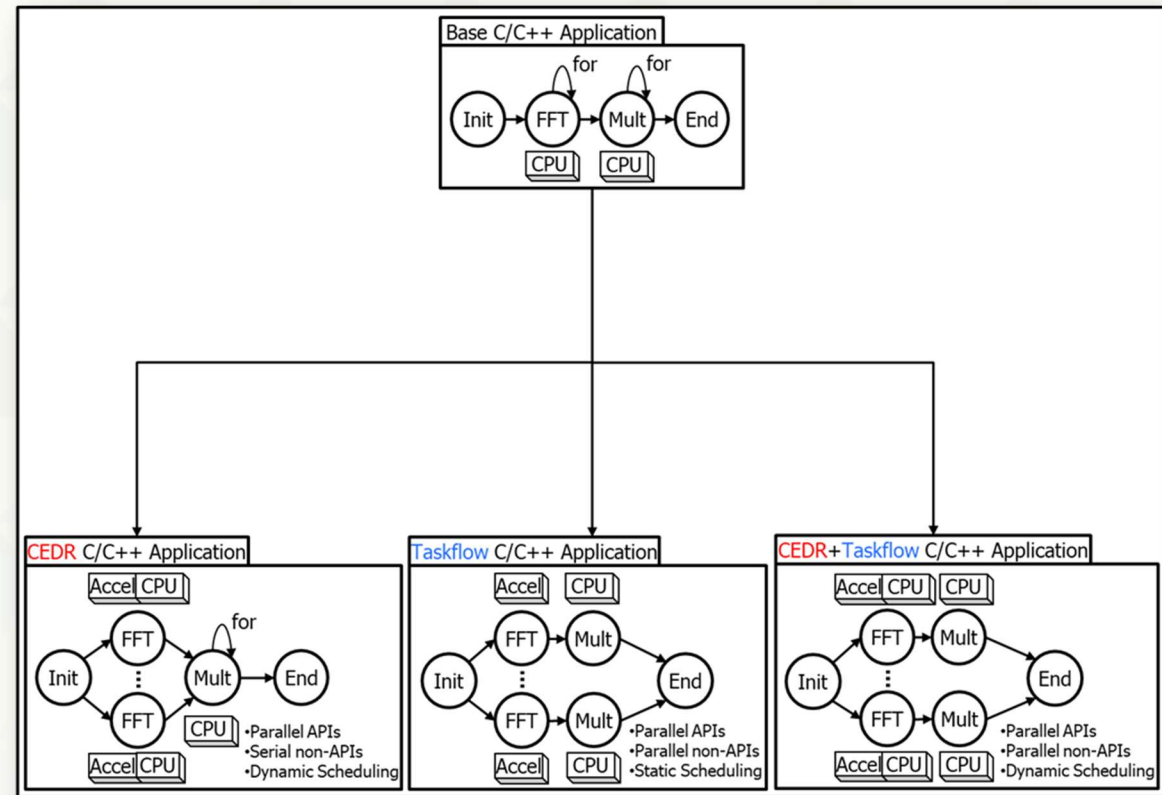 Base C/C++ Application
for
for
Init
FFT
Mult
End
CPU
CPU
CEDR C/C++ Application
Accel CPU
FFT
for
Init
Mult
End
FFT
CPU
Accel CPU
•Parallel APIs
•Serial non-APIs
•Dynamic Scheduling
Taskflow C/C++ Application
Accel
CPU
FFT
Mult
Init
End
FFT
Mult
Accel
CPU
•Parallel APIs
•Parallel non-APIs
•Static Scheduling
CEDR+Taskflow C/C++ Application
Accel CPU
CPU
FFT
Mult
Init
End
FFT
Mult
Accel CPU
CPU
•Parallel APIs
•Parallel non-APIs
•Dynamic Scheduling